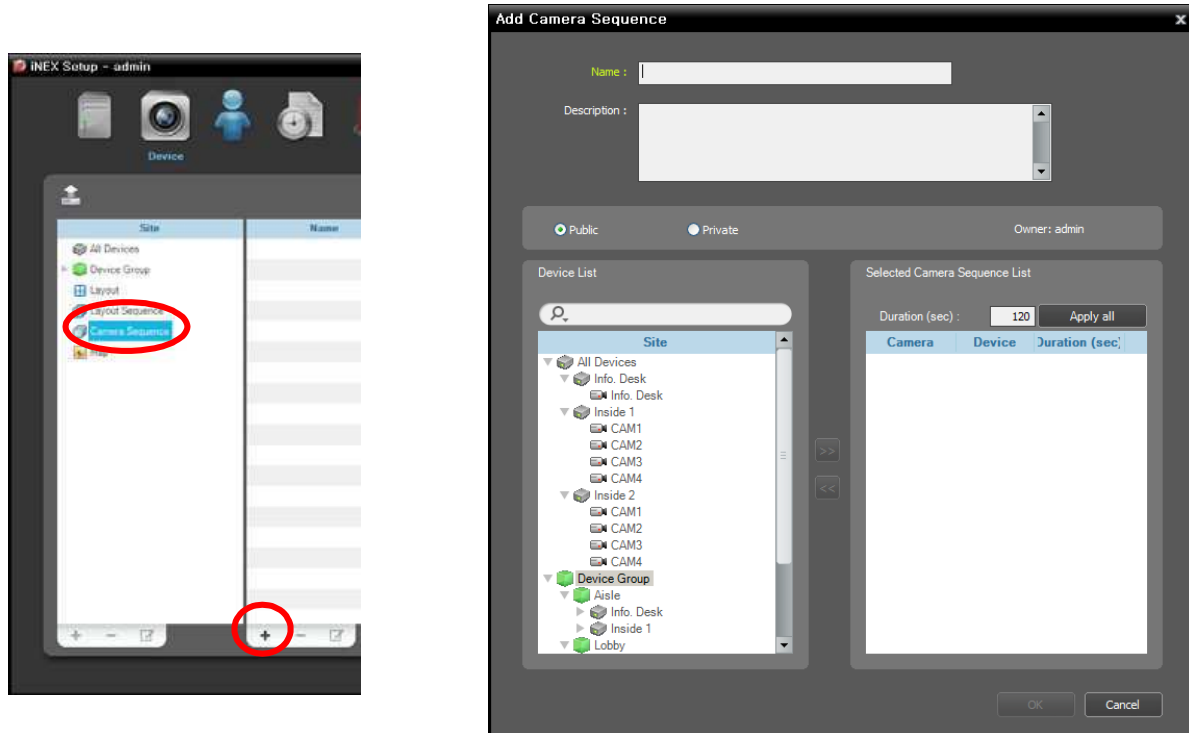 iNEX Setup - admin
Device
Site
Name
All Devices
Device Group
Layout
Layout Sequence
Camera Sequence
Map
Add Camera Sequence
x
Name :
Description :
Public
Private
Owner: admin
Device List
Selected Camera Sequence List
Duration (sec) :
120
Apply all
Site
Camera Device Duration (sec)
All Devices
Info. Desk
Info. Desk
Inside 1
CAM1
CAM2
CAM3
CAM4
Inside 2
CAM1
CAM2
CAM3
CAM4
Device Group
Aisle
Info. Desk
Inside 1
Lobby
>>
<<
OK
Cancel